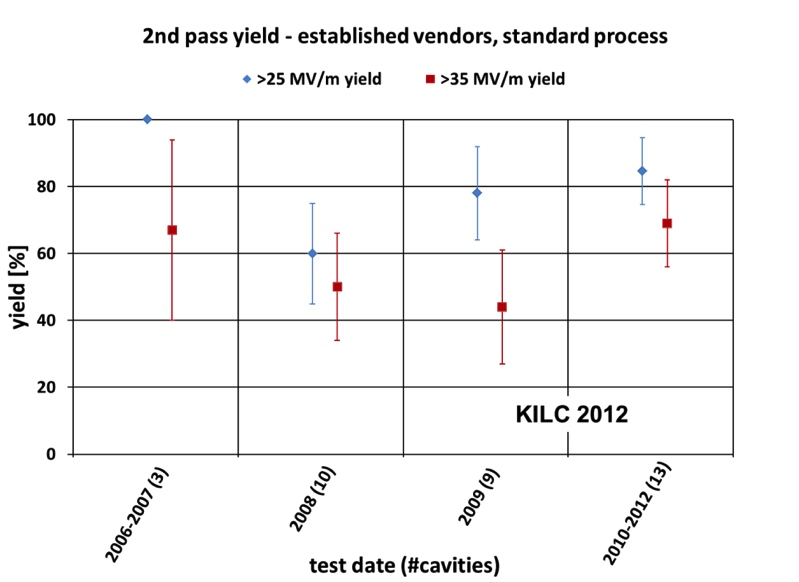 2nd pass yield - established vendors, standard process
>25 MV/m yield >35 MV/m yield
100
80
60
40
20
0
yield [%]
KILC 2012
2006-2007 (3)
2008 (10)
2009 (9)
2010-2012 (13)
test date (#cavities)